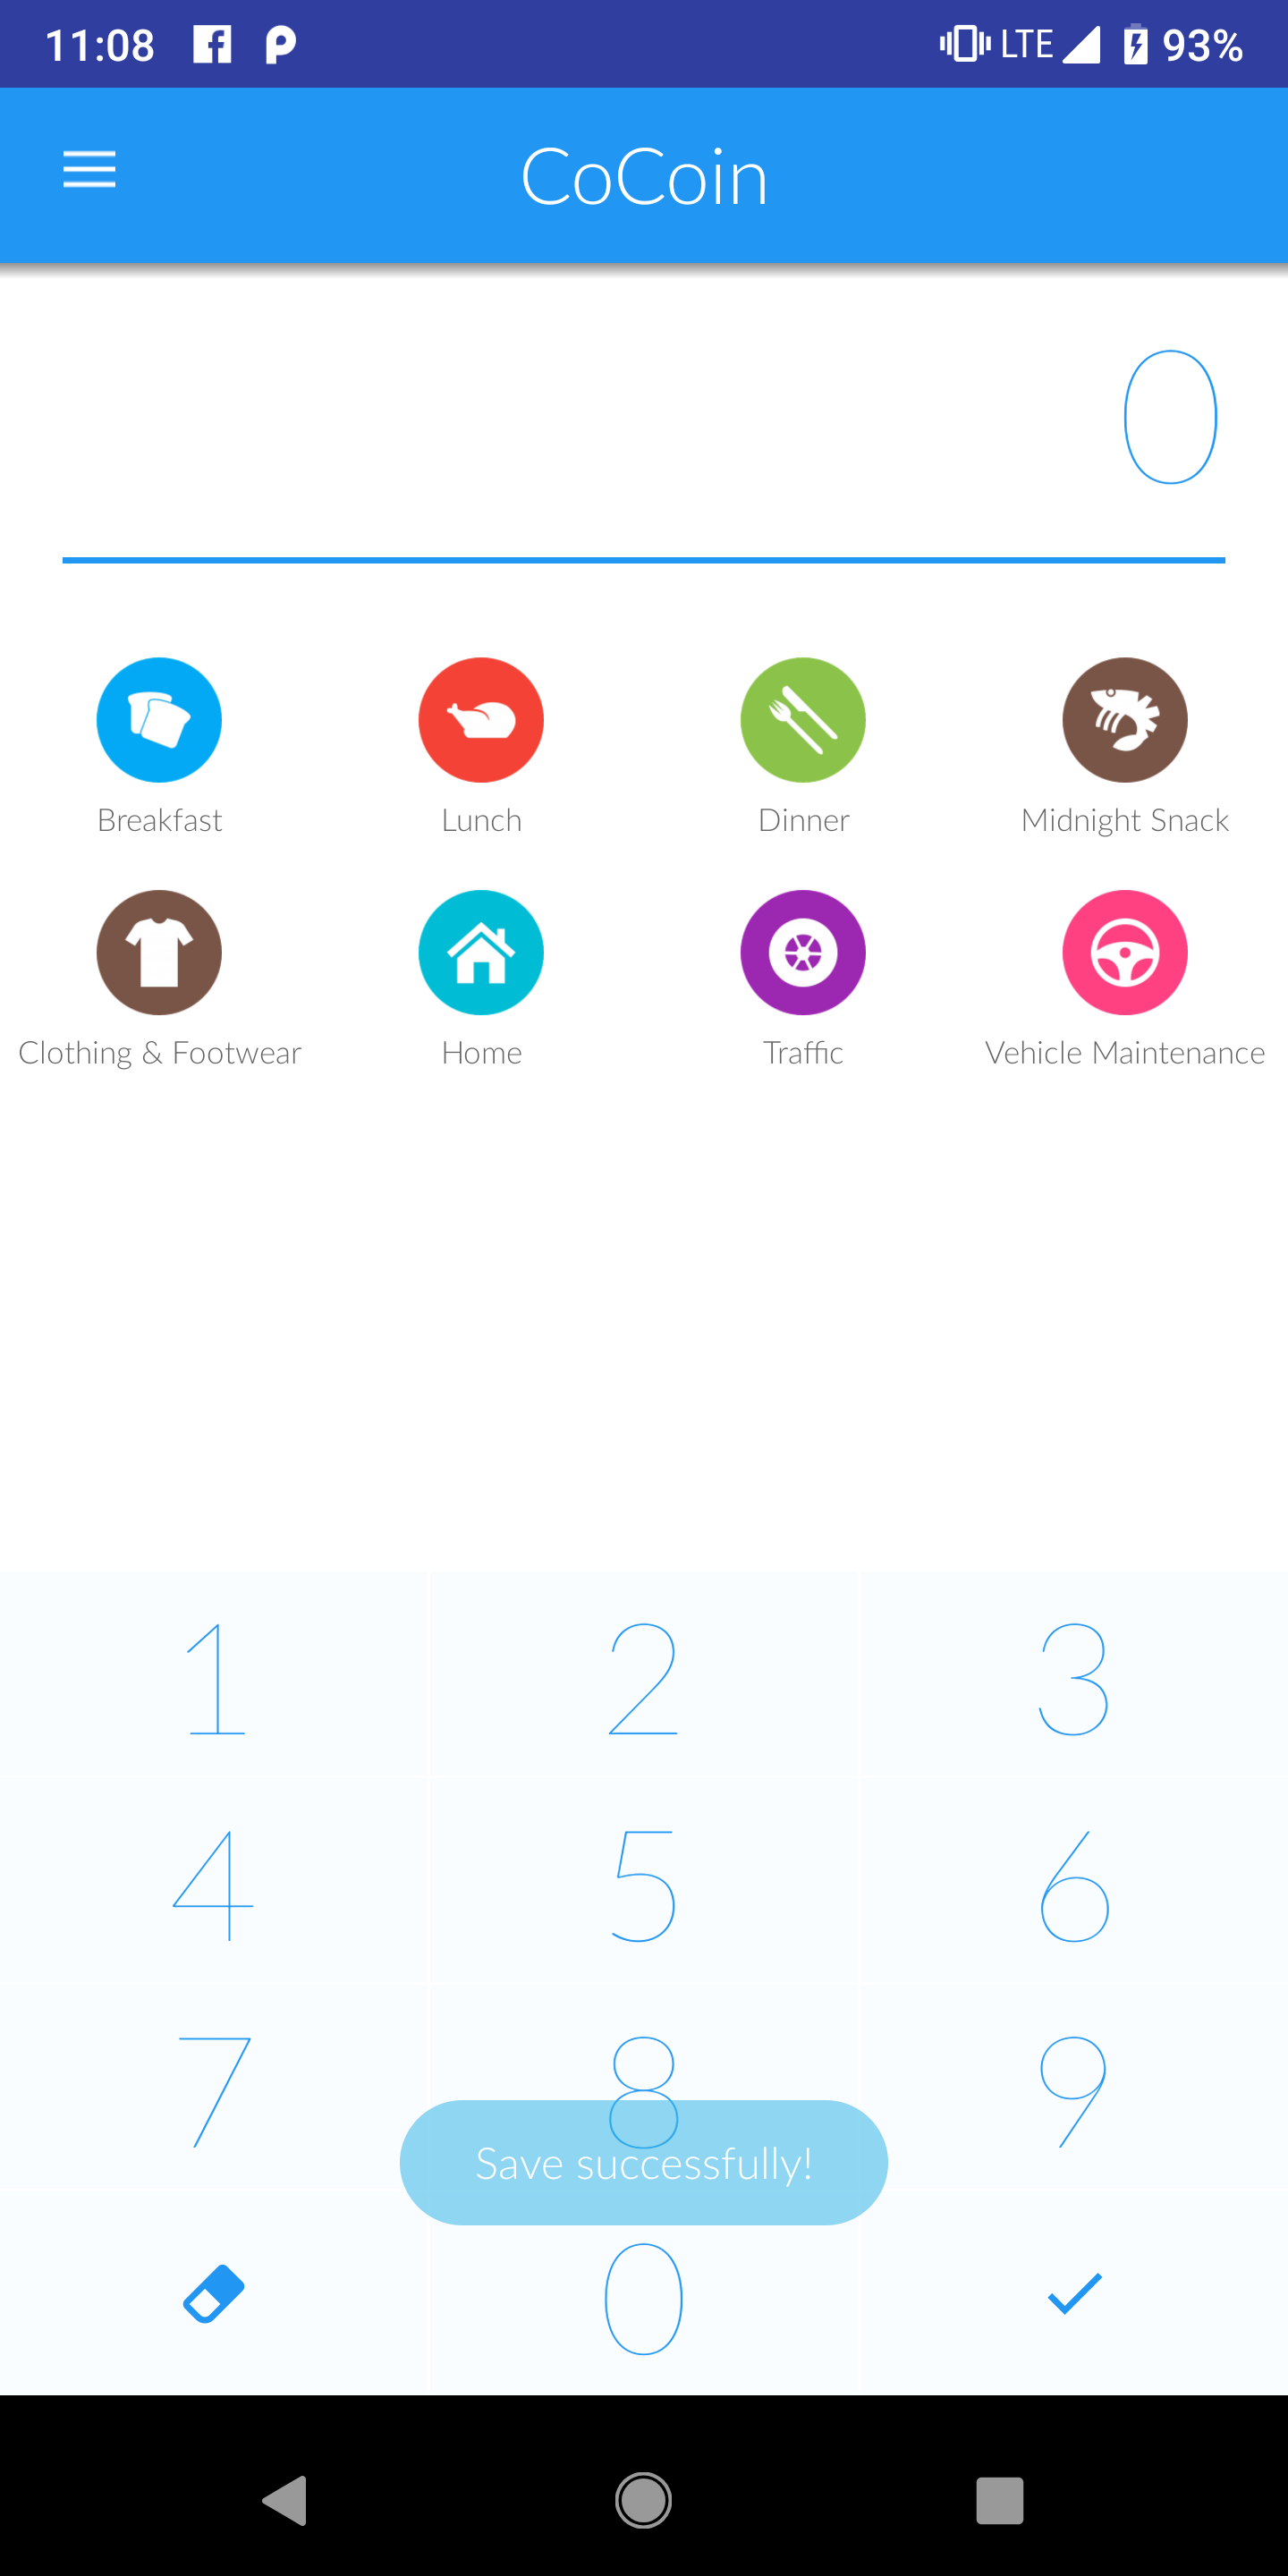 11:08 LTE 93%
CoCoin
0
Breakfast Lunch Dinner Midnight Snack
Clothing & Footwear Home Traffic Vehicle Maintenance
1 2 3
4 5 6
7 8 9
Save successfully!
0